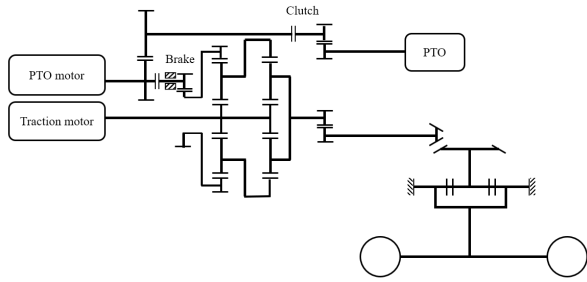 Clutch
Brake
PTO motor
PTO
Traction motor